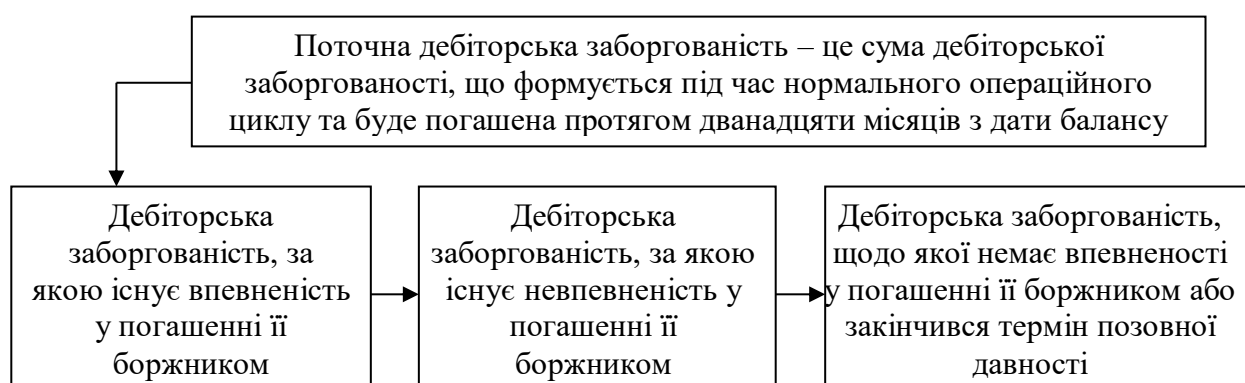 Поточна дебіторська заборгованість – це сума дебіторської
заборгованості, що формується під час нормального операційного
циклу та буде погашена протягом дванадцяти місяців з дати балансу
Дебіторська
заборгованість, за
якою існує впевненість
у погашенні її
боржником
Дебіторська
заборгованість, за якою
існує невпевненість у
погашенні її
боржником
Дебіторська заборгованість,
щодо якої немає впевненості
у погашенні її боржником або
закінчився термін позовної
давності